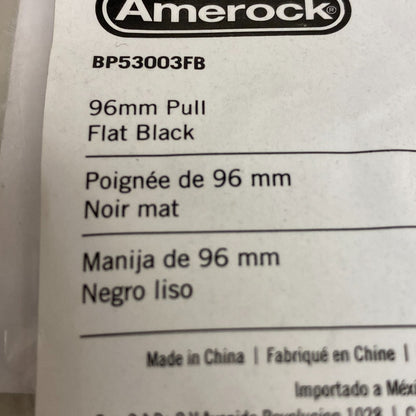 Amerock®
BP53003FB
96mm Pull
Flat Black
Poignée de 96 mm
Noir mat
Manija de 96 mm
Negro liso
Made in China | Fabriqué en Chine |
Importado a Méxi